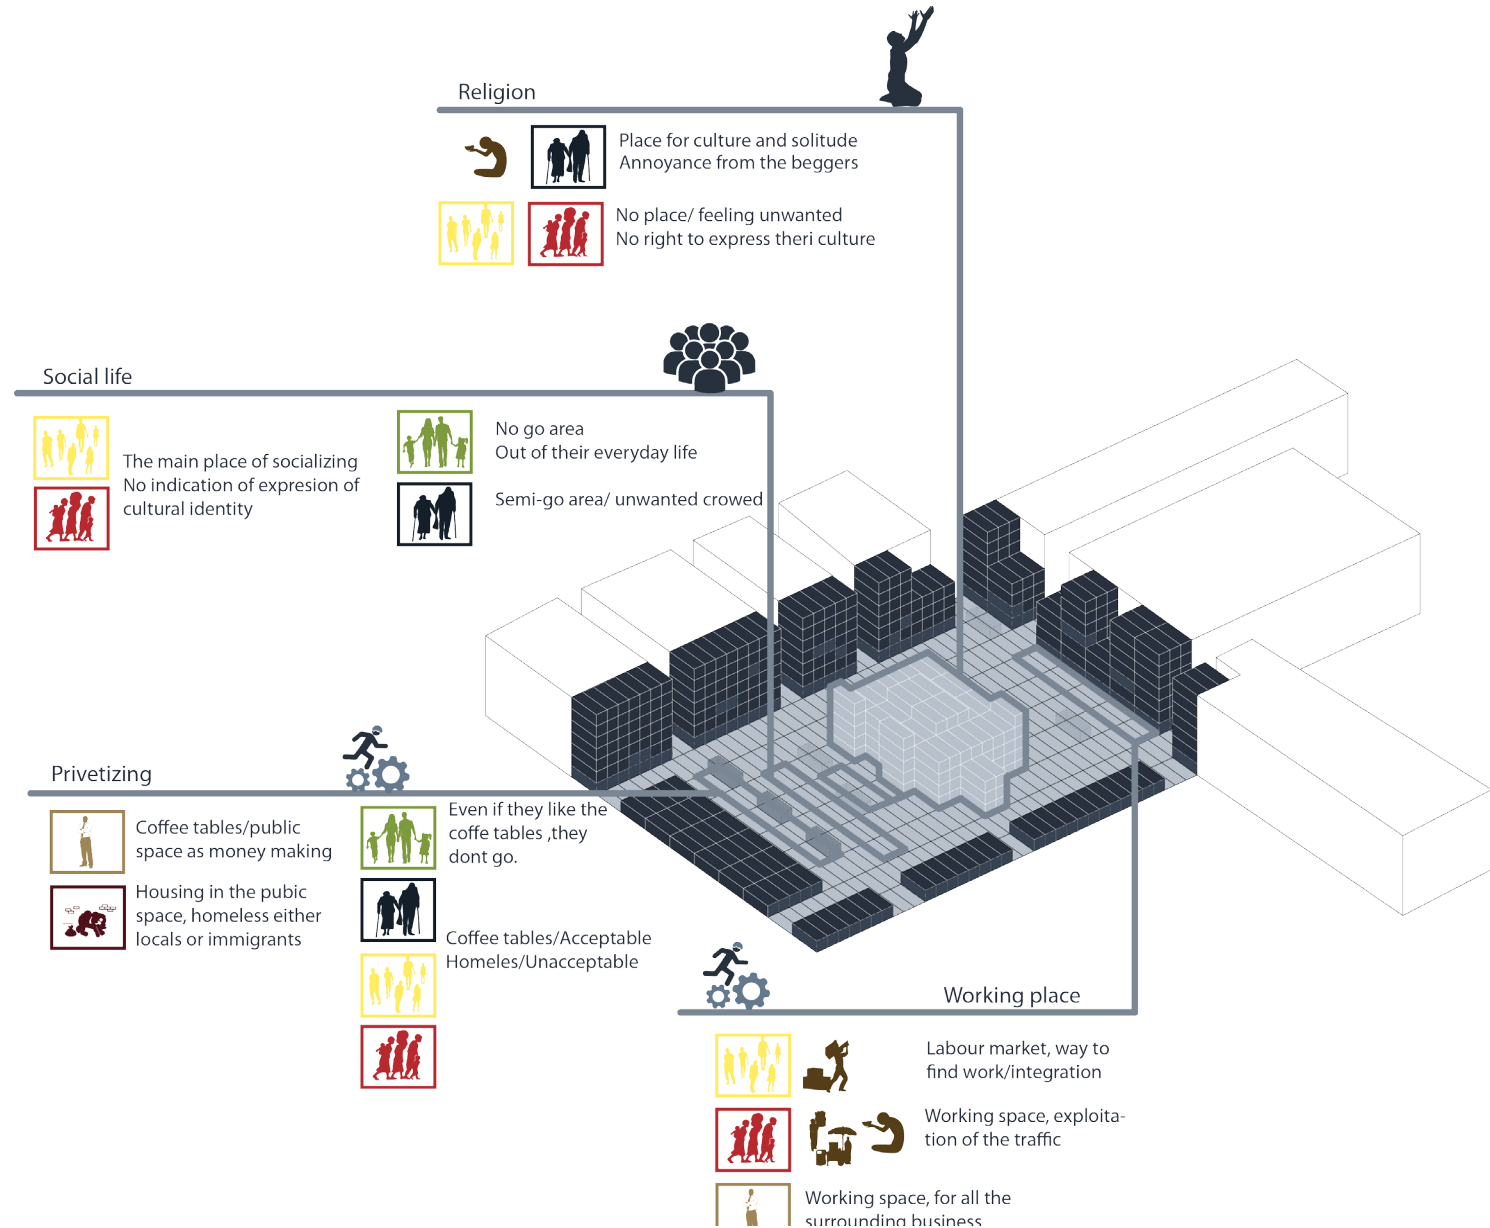 Religion
Place for culture and solitude
Annoyance from the beggers
No place/ feeling unwanted
No right to express theri culture
Social life
The main place of socializing
No indication of expresion of
cultural identity
No go area
Out of their everyday life
Semi-go area/ unwanted crowed
Privetizing
Coffee tables/public
space as money making
Housing in the pubic
space, homeless either
locals or immigrants
Even if they like the
coffe tables ,they
dont go.
Coffee tables/Acceptable
Homeles/Unacceptable
Working place
Labour market, way to
find work/integration
Working space, exploita-
tion of the traffic
Working space, for all the
surrounding business